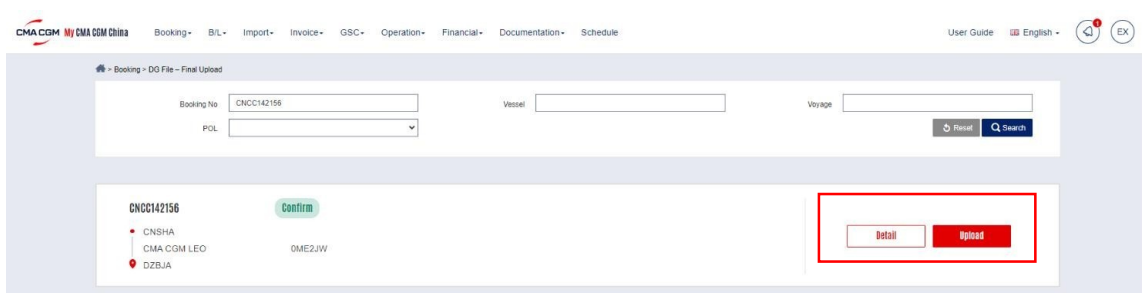 CMA CGM My CMA CGM China Booking B/L Import Invoice GSC Operation Financial Documentation Schedule User Guide English 1 EX
> Booking > DG File – Final Upload
Booking No CNCC142156 Vessel Voyage
POL Reset Search
CNCC142156 Confirm
CNSHA
CMA CGM LEO 0ME2JW
DZBJA
Detail Upload